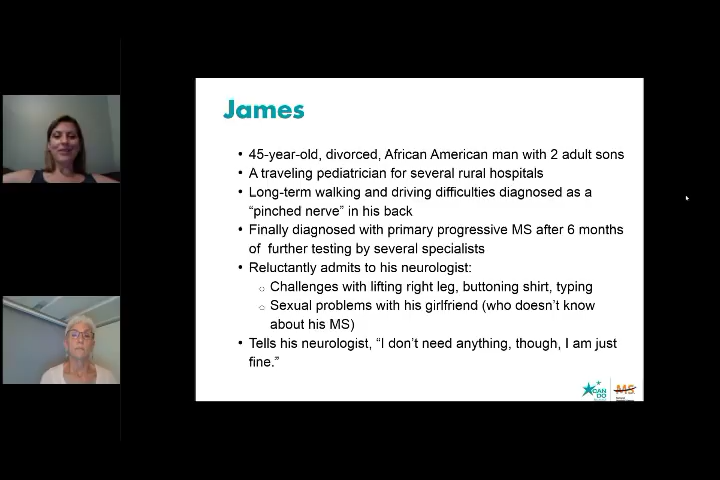 James
• 45-year-old, divorced, African American man with 2 adult sons
• A traveling pediatrician for several rural hospitals
• Long-term walking and driving difficulties diagnosed as a
“pinched nerve” in his back
• Finally diagnosed with primary progressive MS after 6 months
of further testing by several specialists
• Reluctantly admits to his neurologist:
o Challenges with lifting right leg, buttoning shirt, typing
o Sexual problems with his girlfriend (who doesn’t know
about his MS)
• Tells his neurologist, “I don’t need anything, though, I am just
fine.”
CAN
DO
MS